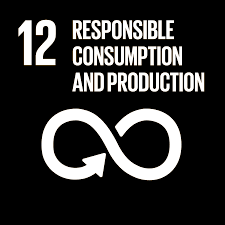 12 RESPONSIBLE
CONSUMPTION
AND PRODUCTION